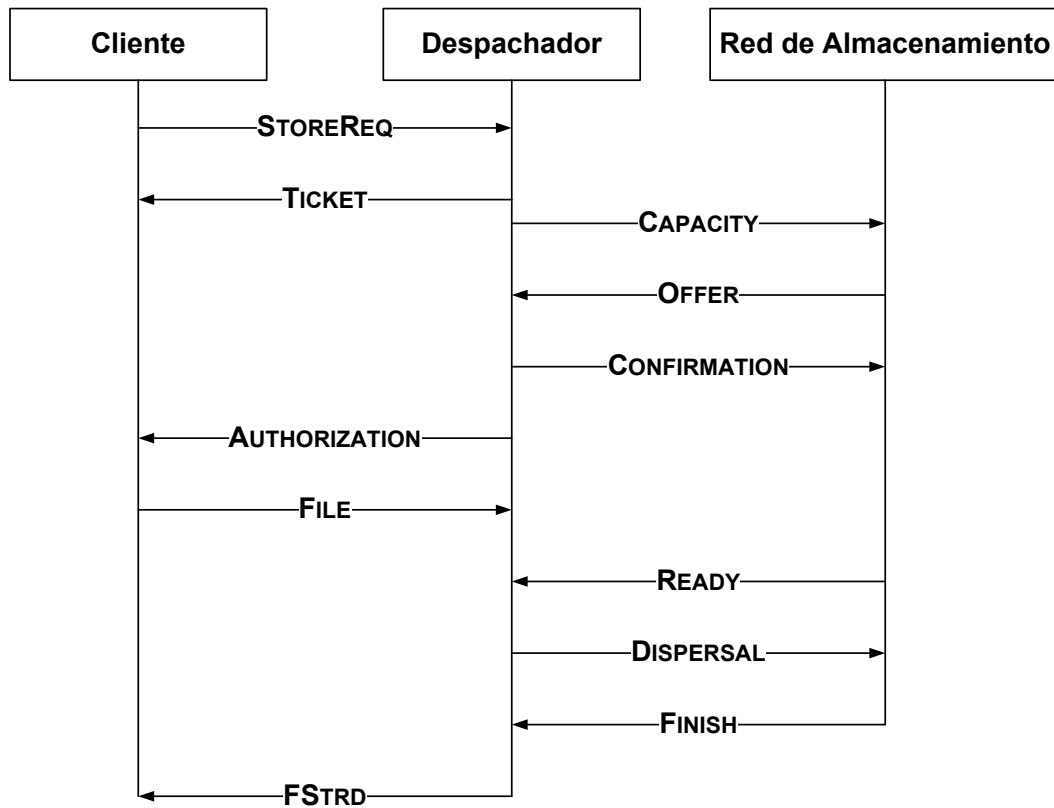 Cliente
Despachador
Red de Almacenamiento
STOREREQ
TICKET
CAPACITY
OFFER
CONFIRMATION
AUTHORIZATION
FILE
READY
DISPERSAL
FINISH
FSTRD